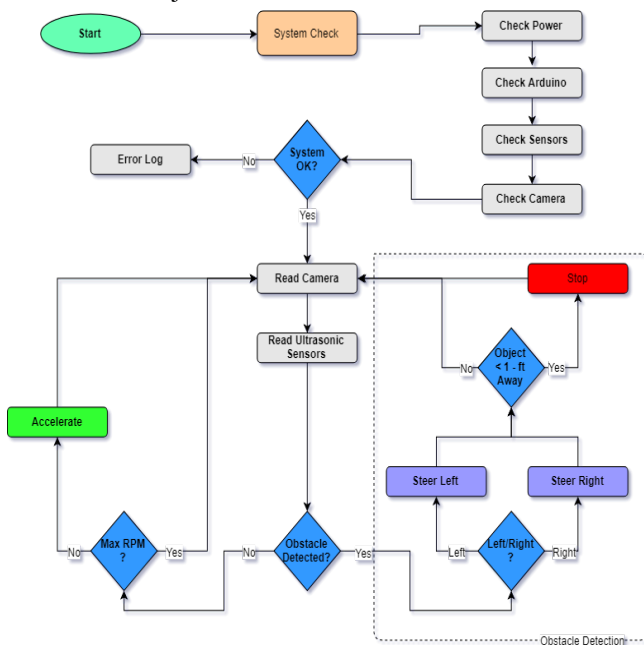 Start
System Check
Check Power
Check Arduino
Check Sensors
Check Camera
System
OK?
No
Error Log
Yes
Read Camera
Stop
Read Ultrasonic
Sensors
Object
< 1 - ft
Away
No
Yes
Accelerate
Steer Left
Steer Right
Max RPM
?
No
Yes
Obstacle
Detected?
No
Yes
Left/Right
?
Left
Right
Obstacle Detection